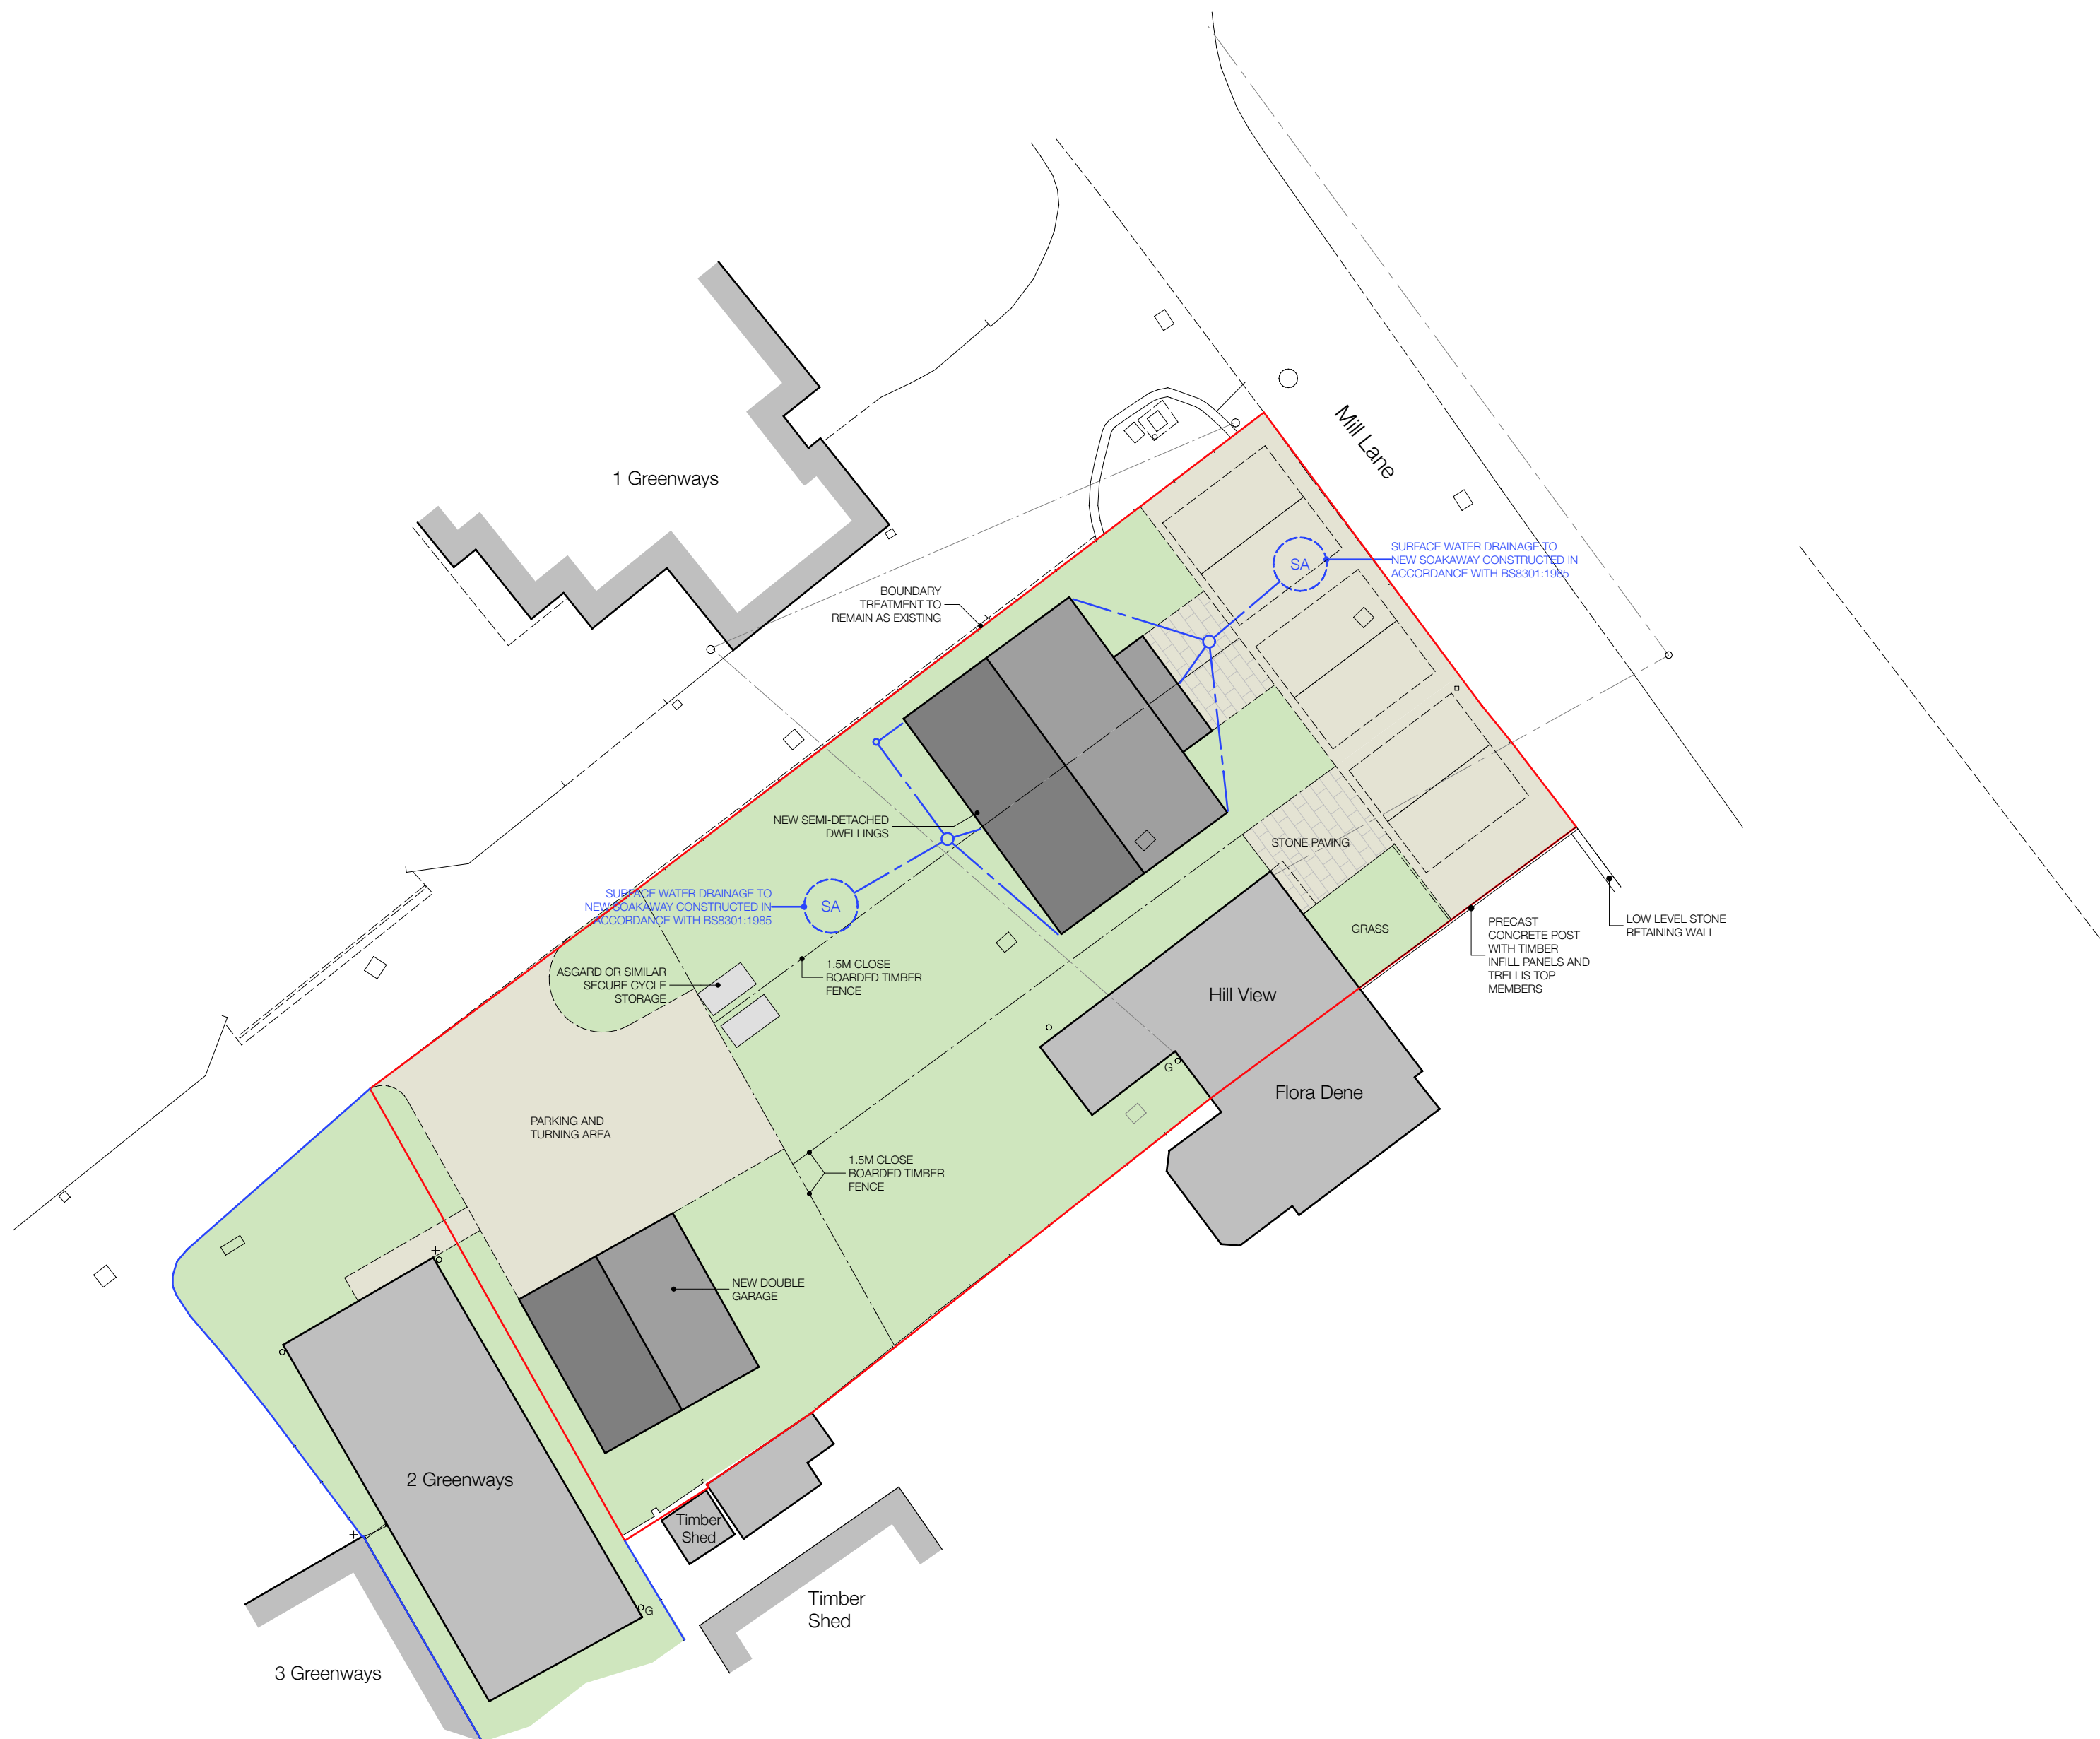 Mill Lane
1 Greenways
SURFACE WATER DRAINAGE TO
NEW SOAKAWAY CONSTRUCTED IN
ACCORDANCE WITH BS8301:1985
SA
BOUNDARY
TREATMENT TO
REMAIN AS EXISTING
NEW SEMI-DETACHED
DWELLINGS
STONE PAVING
SURFACE WATER DRAINAGE TO
NEW SOAKAWAY CONSTRUCTED IN
ACCORDANCE WITH BS8301:1985
SA
GRASS
PRECAST
CONCRETE POST
WITH TIMBER
INFILL PANELS AND
TRELLIS TOP
MEMBERS
LOW LEVEL STONE
RETAINING WALL
ASGARD OR SIMILAR
SECURE CYCLE
STORAGE
1.5M CLOSE
BOARDED TIMBER
FENCE
Hill View
G
Flora Dene
PARKING AND
TURNING AREA
1.5M CLOSE
BOARDED TIMBER
FENCE
NEW DOUBLE
GARAGE
2 Greenways
Timber
Shed
G
Timber
Shed
3 Greenways